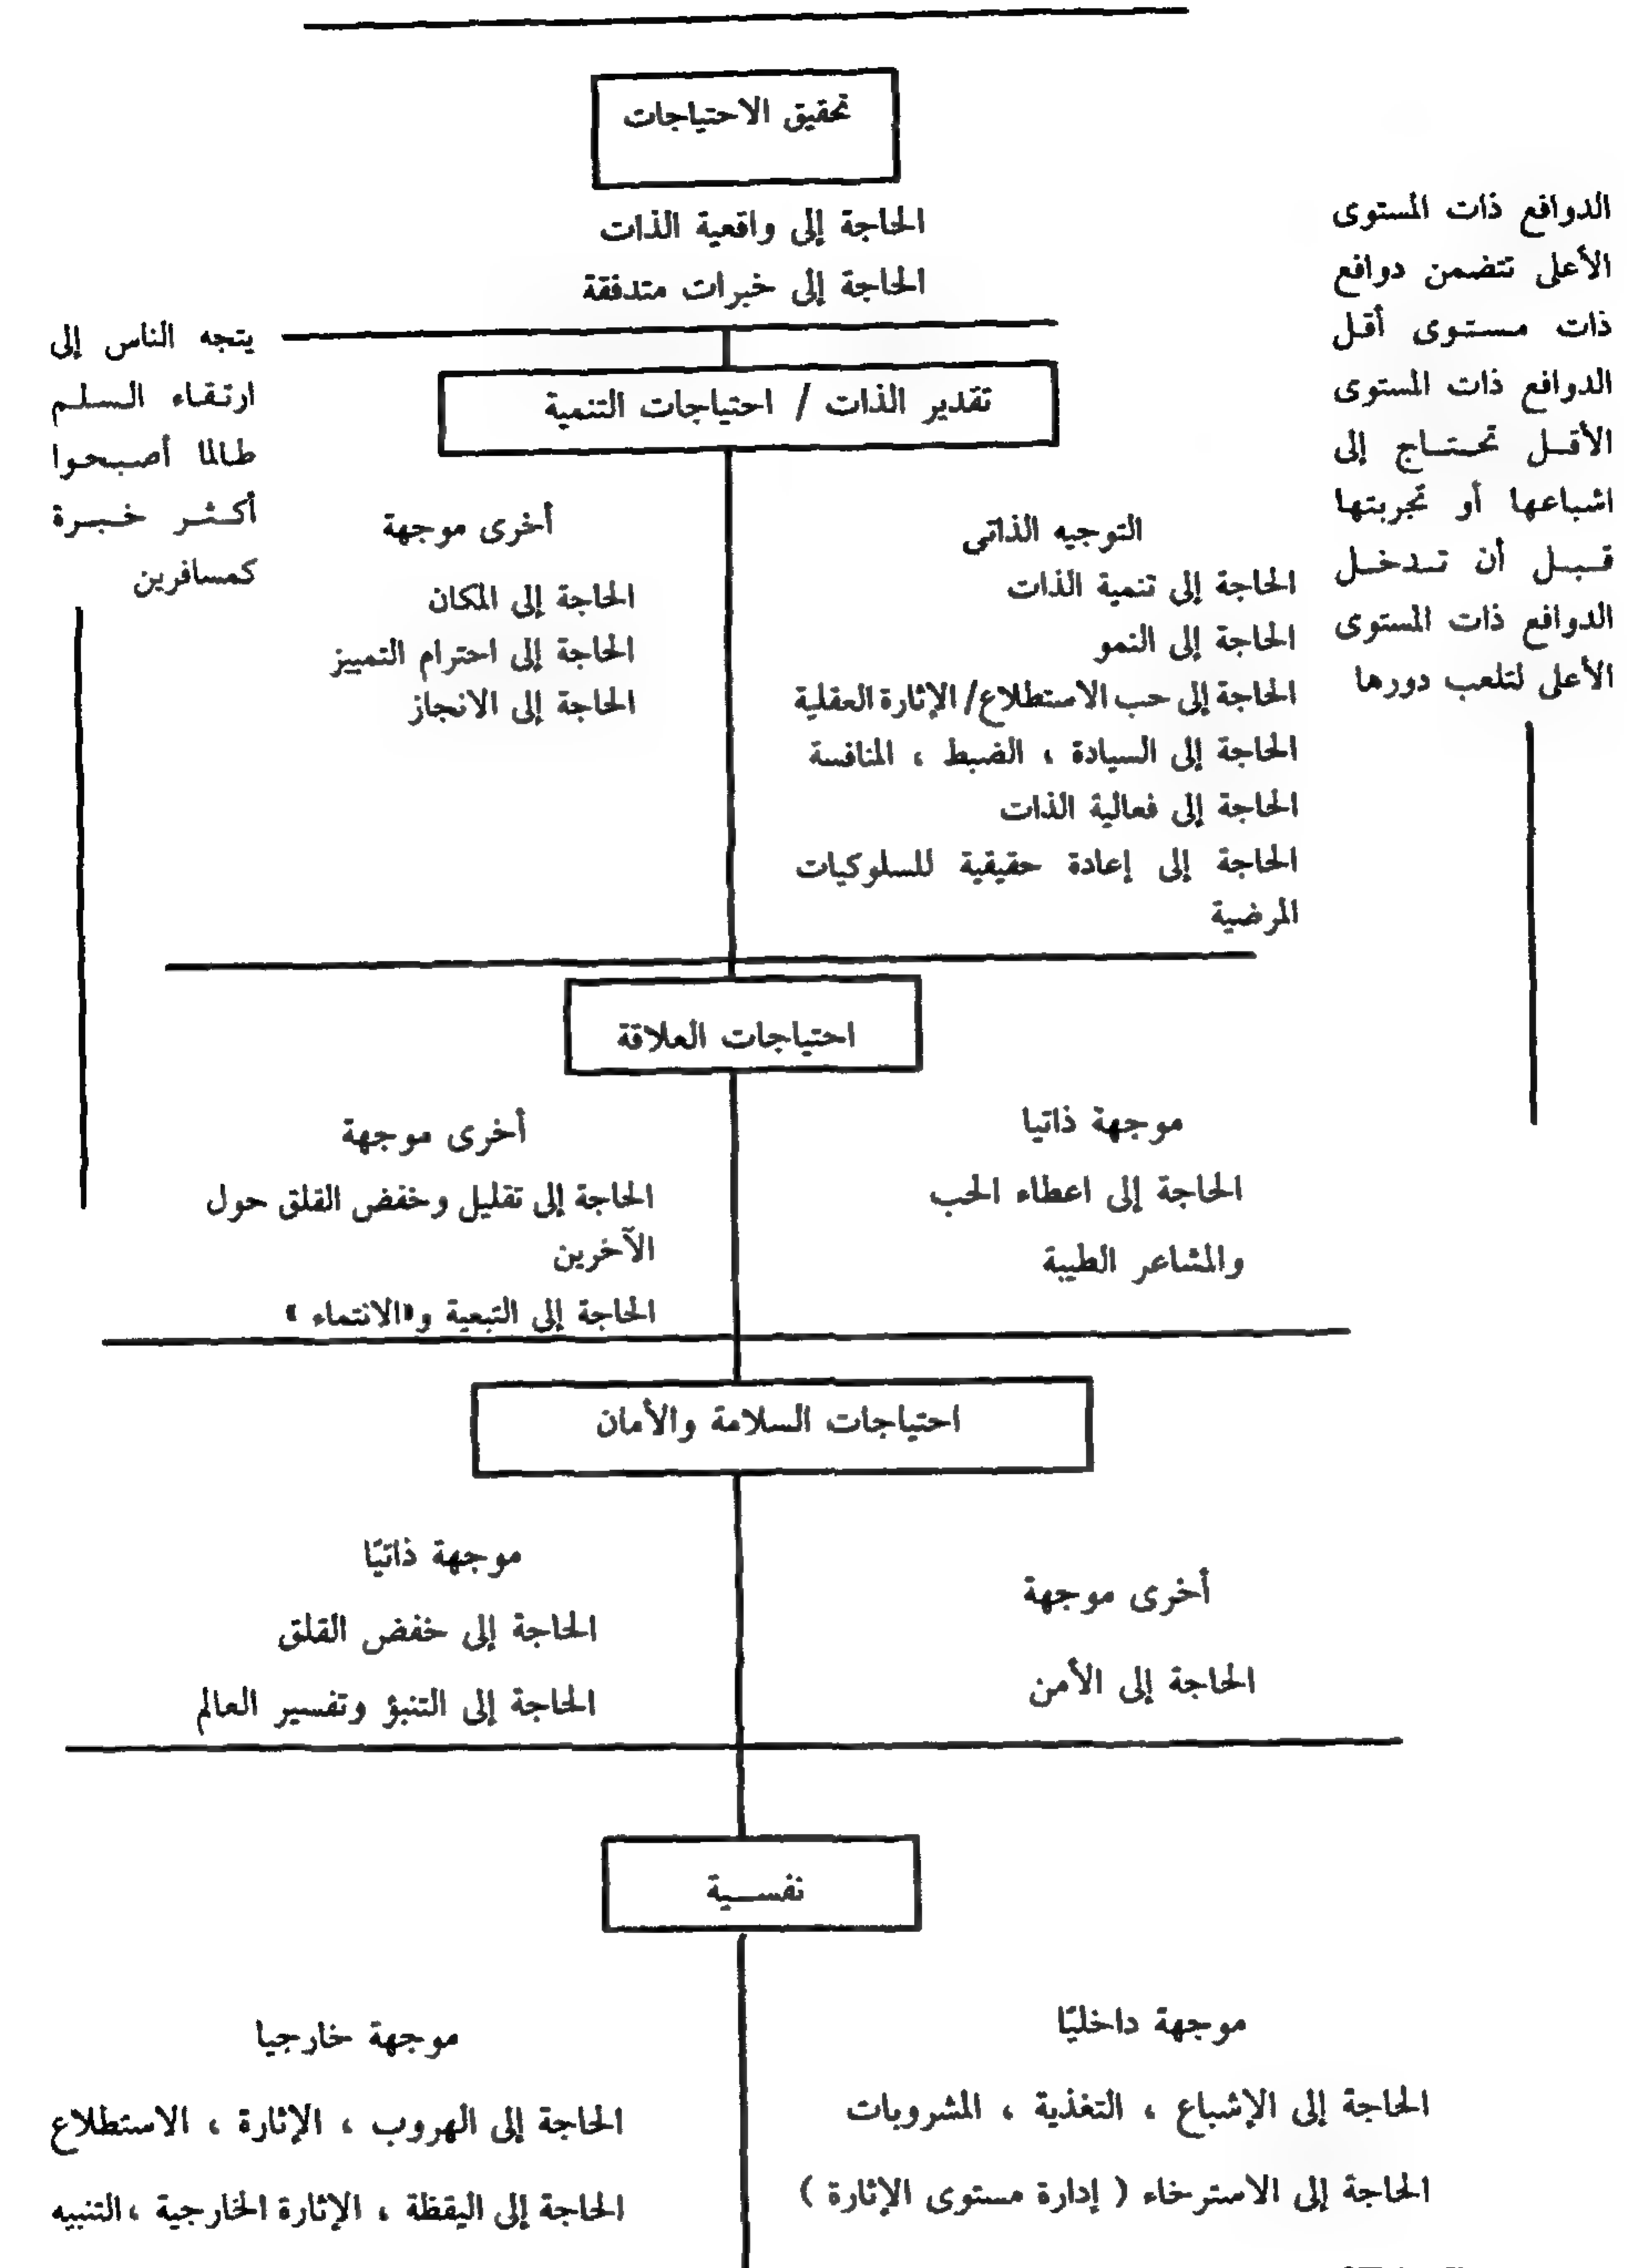 تحقيق الاحتياجات
الحاجة إلى واقعية الذات
الحاجة إلى خبرات متدفقة
الدوافع ذات المستوى
الأعلى تتضمن دوافع
ذات مستوى أقل
الدوافع ذات المستوى
الأقل تحتاج إلى
اشباعها أو تجربتها
قبل أن تدخل
الدوافع ذات المستوى
الأعلى لتلعب دورها
يتجه الناس إلى
ارتقاء السلم
طالما أصبحوا
أكثر خبرة
كمسافرين
تقدير الذات / احتياجات التنمية
التوجيه الذاتى
الحاجة إلى تنمية الذات
الحاجة إلى النمو
الحاجة إلى حب الاستطلاع/ الإثارة العقلية
الحاجة إلى السيادة ، الضبط ، المنافسة
الحاجة إلى فعالية الذات
الحاجة إلى إعادة حقيقية للسلوكيات
المرضية
أخرى موجهة
الحاجة إلى المكان
الحاجة إلى احترام التمييز
الحاجة إلى الانجاز
احتياجات العلاقة
موجهة ذاتيا
الحاجة إلى اعطاء الحب
والمشاعر الطيبة
أخرى موجهة
الحاجة إلى تقليل وخفض القلق حول
الآخرين
الحاجة إلى التبعية و«الانتماء »
احتياجات السلامة والأمان
أخرى موجهة
الحاجة إلى الأمن
موجهة ذاتيًا
الحاجة إلى خفض القلق
الحاجة إلى التنبؤ وتفسير العالم
نفسية
موجهة داخليًا
الحاجة إلى الإشباع ، التغذية ، المشروبات
الحاجة إلى الاسترخاء ( إدارة مستوى الإثارة )
موجهة خارجيا
الحاجة إلى الهروب ، الإثارة ، الاستطلاع
الحاجة إلى اليقظة ، الإثارة الخارجية ، التنبيه